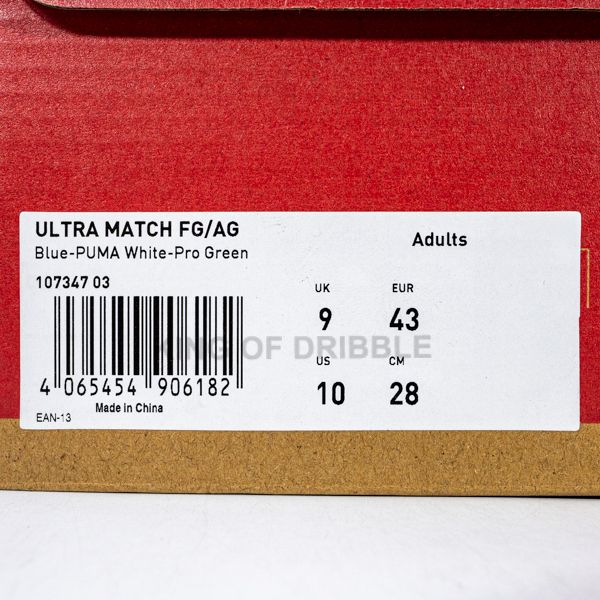 ULTRA MATCH FG/AG
Blue-PUMA White-Pro Green
Adults
107347 03
UK EUR
9 43
KING OF DRIBBLE
US CM
10 28
4 065454 906182
Made in China
EAN-13